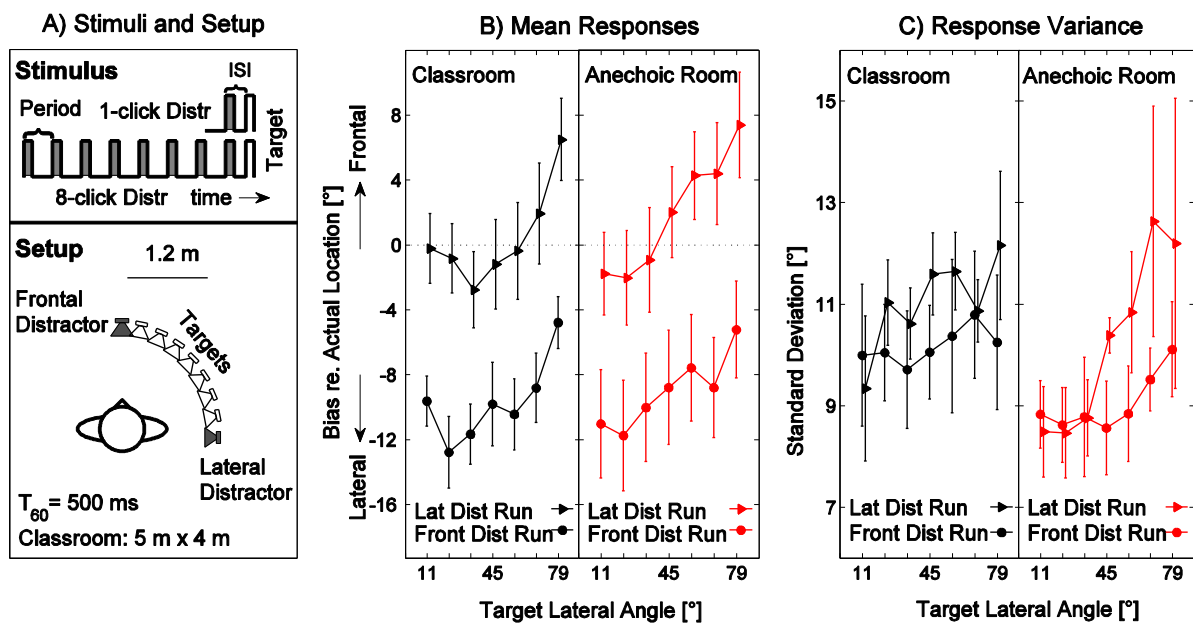 A) Stimuli and Setup
Stimulus
ISI
Period
1-click Distr
Target
8-click Distr
time
Setup
1.2 m
Frontal
Distractor
Targets
Lateral
Distractor
T60= 500 ms
Classroom: 5 m x 4 m
B) Mean Responses
Classroom
Anechoic Room
Bias re. Actual Location [°]
Frontal
Lateral
8
4
0
-4
-8
-12
-16
Lat Dist Run
Front Dist Run
Lat Dist Run
Front Dist Run
11 45 79 11 45 79
Target Lateral Angle [°]
C) Response Variance
Classroom
Anechoic Room
Standard Deviation [°]
15
13
11
9
7
Lat Dist Run
Front Dist Run
Lat Dist Run
Front Dist Run
11 45 79 11 45 79
Target Lateral Angle [°]